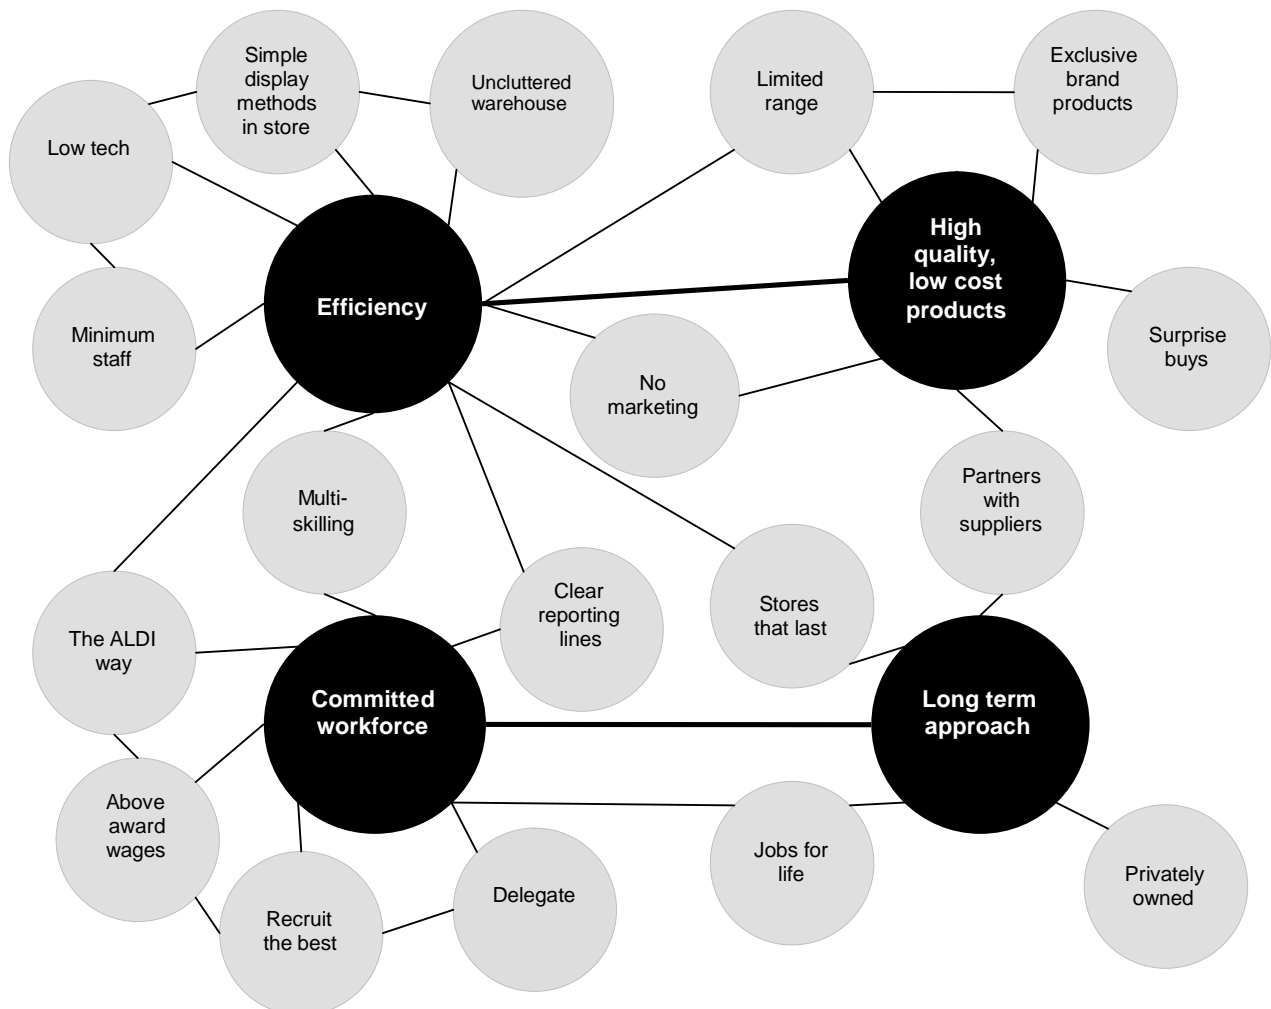 Simple
display
methods
in store
Uncluttered
warehouse
Limited
range
Exclusive
brand
products
Low tech
High
quality,
low cost
products
Efficiency
Minimum
staff
Surprise
buys
No
marketing
Multi-
skilling
Partners
with
suppliers
Clear
reporting
lines
Stores
that last
The ALDI
way
Committed
workforce
Long term
approach
Above
award
wages
Jobs for
life
Privately
owned
Delegate
Recruit
the best